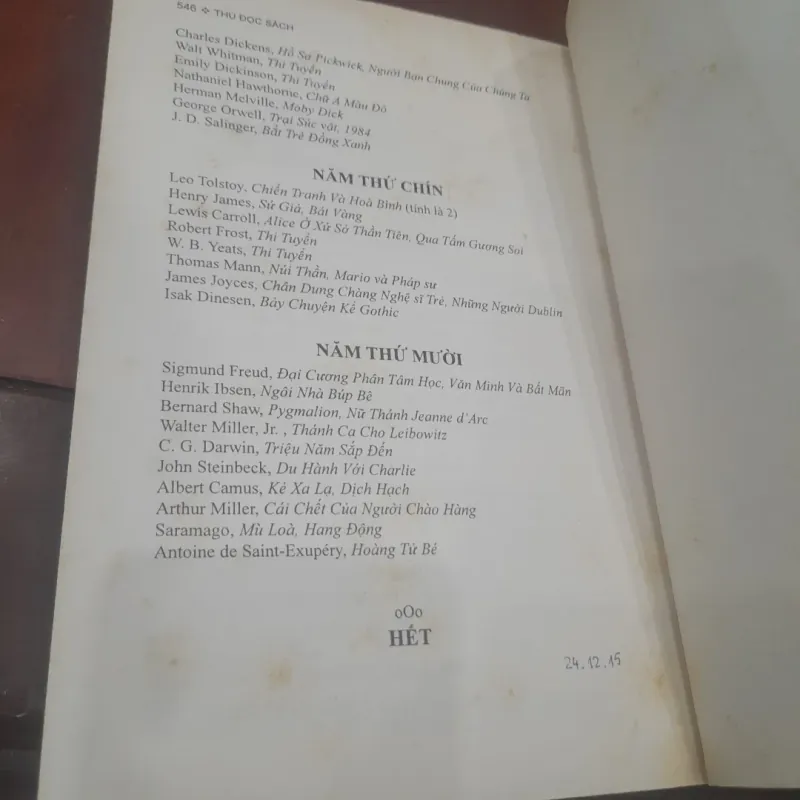 546 ✢ THÚ ĐỌC SÁCH
Charles Dickens, Hồ Sơ Pickwick, Người Bạn Chung Của Chúng Ta
Walt Whitman, Thi Tuyển
Emily Dickinson, Thi Tuyển
Nathaniel Hawthorne, Chữ A Màu Đỏ
Herman Melville, Moby Dick
George Orwell, Trại Súc vật, 1984
J. D. Salinger, Bắt Trẻ Đồng Xanh
NĂM THỨ CHÍN
Leo Tolstoy, Chiến Tranh Và Hoà Bình (tính là 2)
Henry James, Sứ Giả, Bát Vàng
Lewis Carroll, Alice Ở Xứ Sở Thần Tiên, Qua Tấm Gương Soi
Robert Frost, Thi Tuyển
W. B. Yeats, Thi Tuyển
Thomas Mann, Núi Thần, Mario và Pháp sư
James Joyces, Chân Dung Chàng Nghệ sĩ Trẻ, Những Người Dublin
Isak Dinesen, Bảy Chuyện Kể Gothic
NĂM THỨ MƯỜI
Sigmund Freud, Đại Cương Phân Tâm Học, Văn Minh Và Bất Mãn
Henrik Ibsen, Ngôi Nhà Búp Bê
Bernard Shaw, Pygmalion, Nữ Thánh Jeanne d'Arc
Walter Miller, Jr. , Thánh Ca Cho Leibowitz
C. G. Darwin, Triệu Năm Sắp Đến
John Steinbeck, Du Hành Với Charlie
Albert Camus, Kẻ Xa Lạ, Dịch Hạch
Arthur Miller, Cái Chết Của Người Chào Hàng
Saramago, Mù Loà, Hang Động
Antoine de Saint-Exupéry, Hoàng Tử Bé
oOo
HẾT
24.12.15